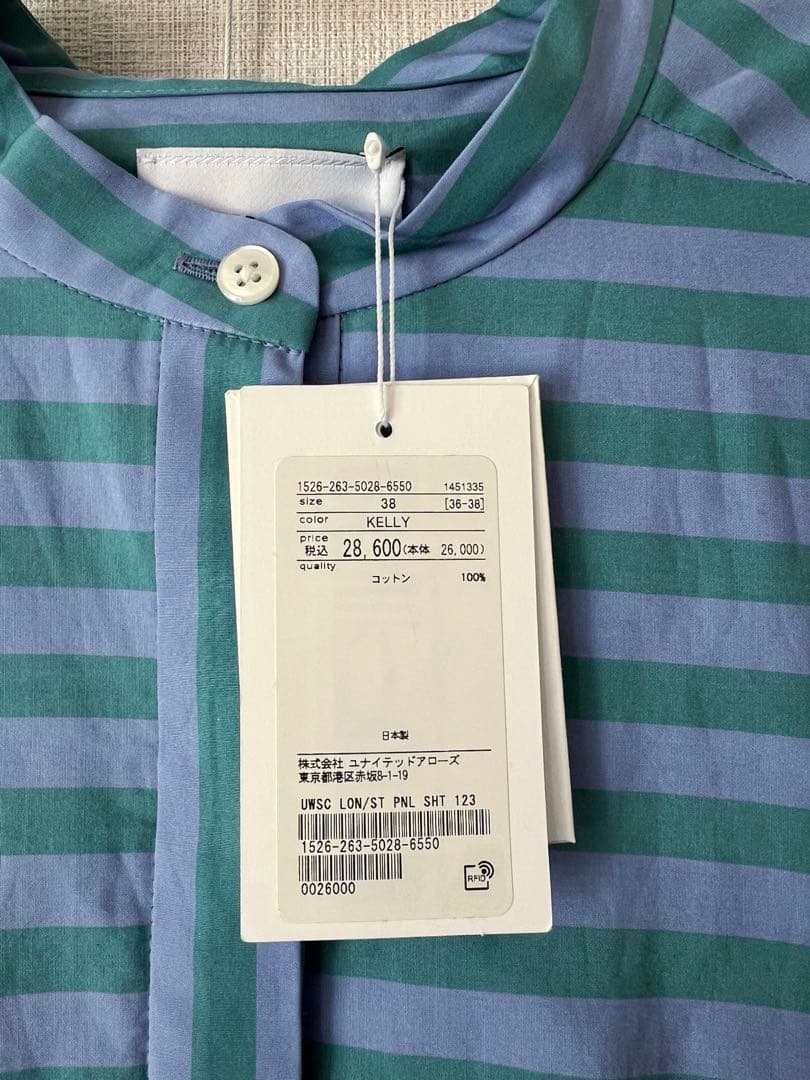 1526-263-5028-6550 1451335
size 38 [36-38]
color KELLY
price
税込 28,600(本体 26,000)
quality
コットン 100%
日本製
株式会社 ユナイテッドアローズ
東京都港区赤坂8-1-19
UWSC LON/ST PNL SHT 123
1526-263-5028-6550
0026000
RFID